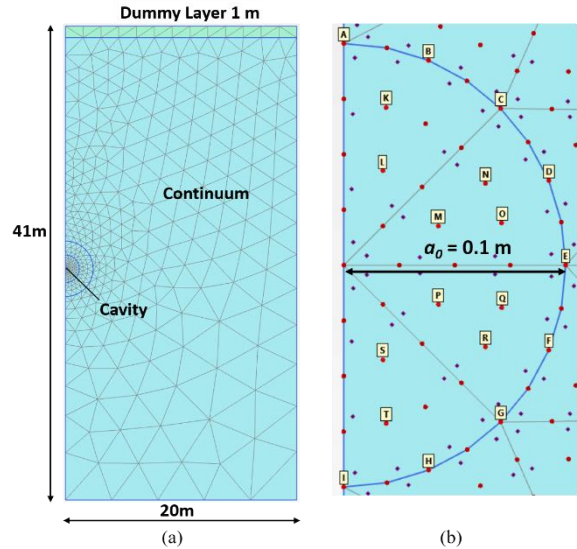 Dummy Layer 1 m
Continuum
41m
Cavity
20m
(a)
A
B
K
C
L
N
D
M
O
a₀ = 0.1 m
E
P
Q
S
R
F
T
G
H
I
(b)